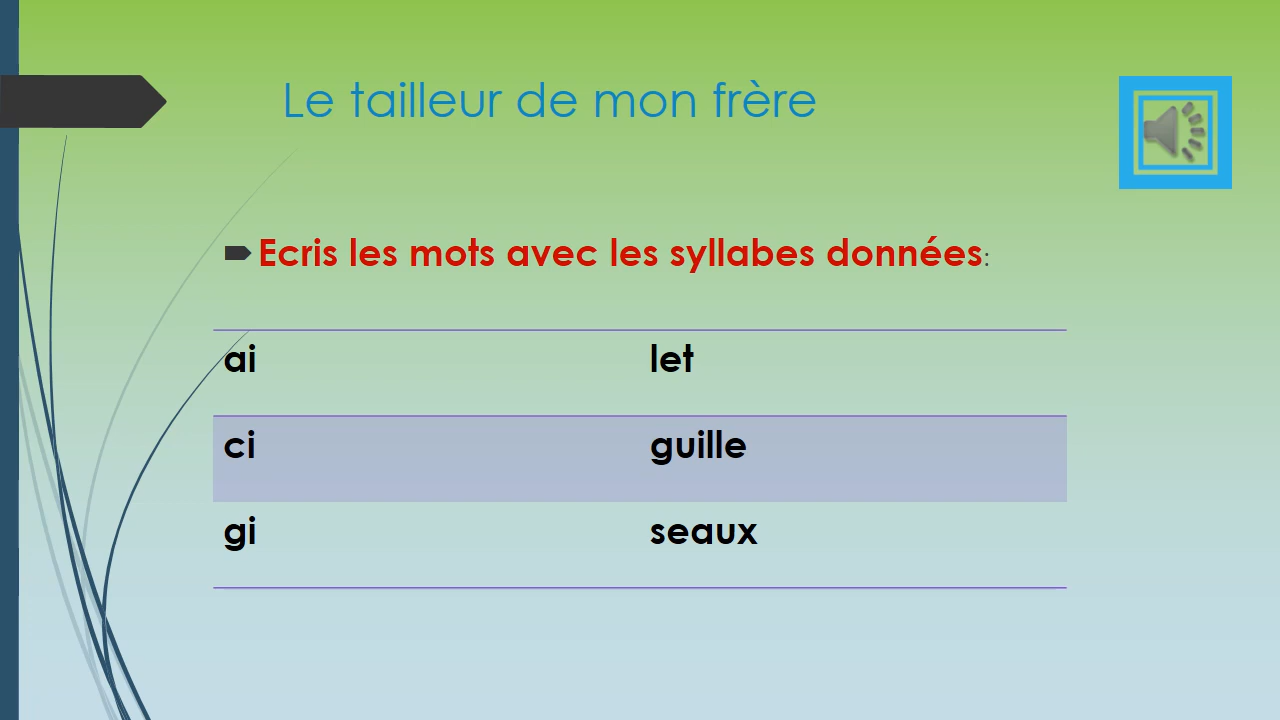 Le tailleur de mon frère
Ecris les mots avec les syllabes données:
ai let
ci guille
gi seaux